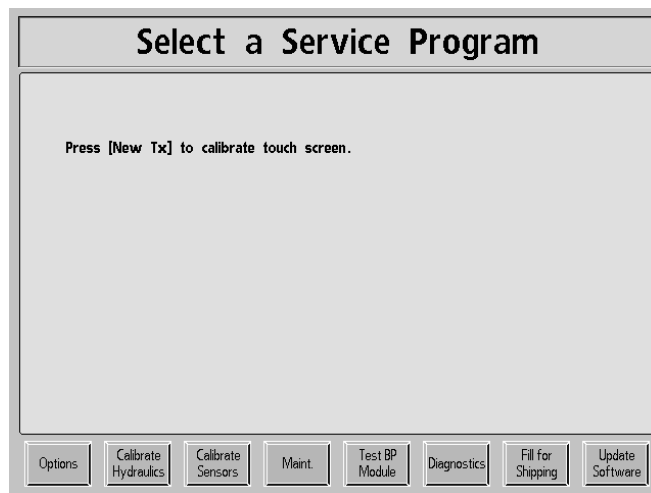 Select a Service Program
Press [New Tx] to calibrate touch screen.
Options
Calibrate
Hydraulics
Calibrate
Sensors
Maint.
Test BP
Module
Diagnostics
Fill for
Shipping
Update
Software